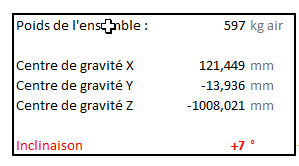 Poids de l'ensemble : 597 kg air
Centre de gravité X 121,449 mm
Centre de gravité Y -13,936 mm
Centre de gravité Z -1008,021 mm
Inclinaison +7 °